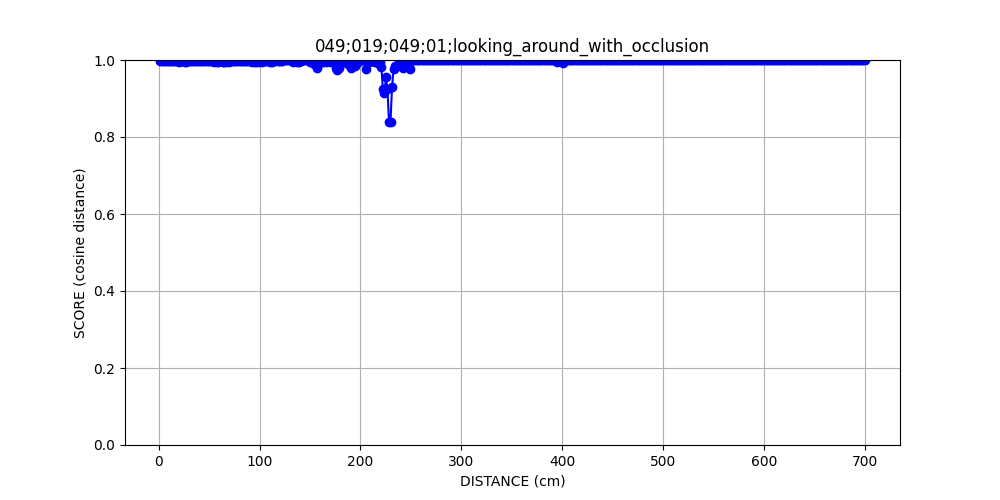 049;019;049;01;looking_around_with_occlusion
1.0
0.8
0.6
0.4
0.2
0.0
SCORE (cosine distance)
0 100 200 300 400 500 600 700
DISTANCE (cm)